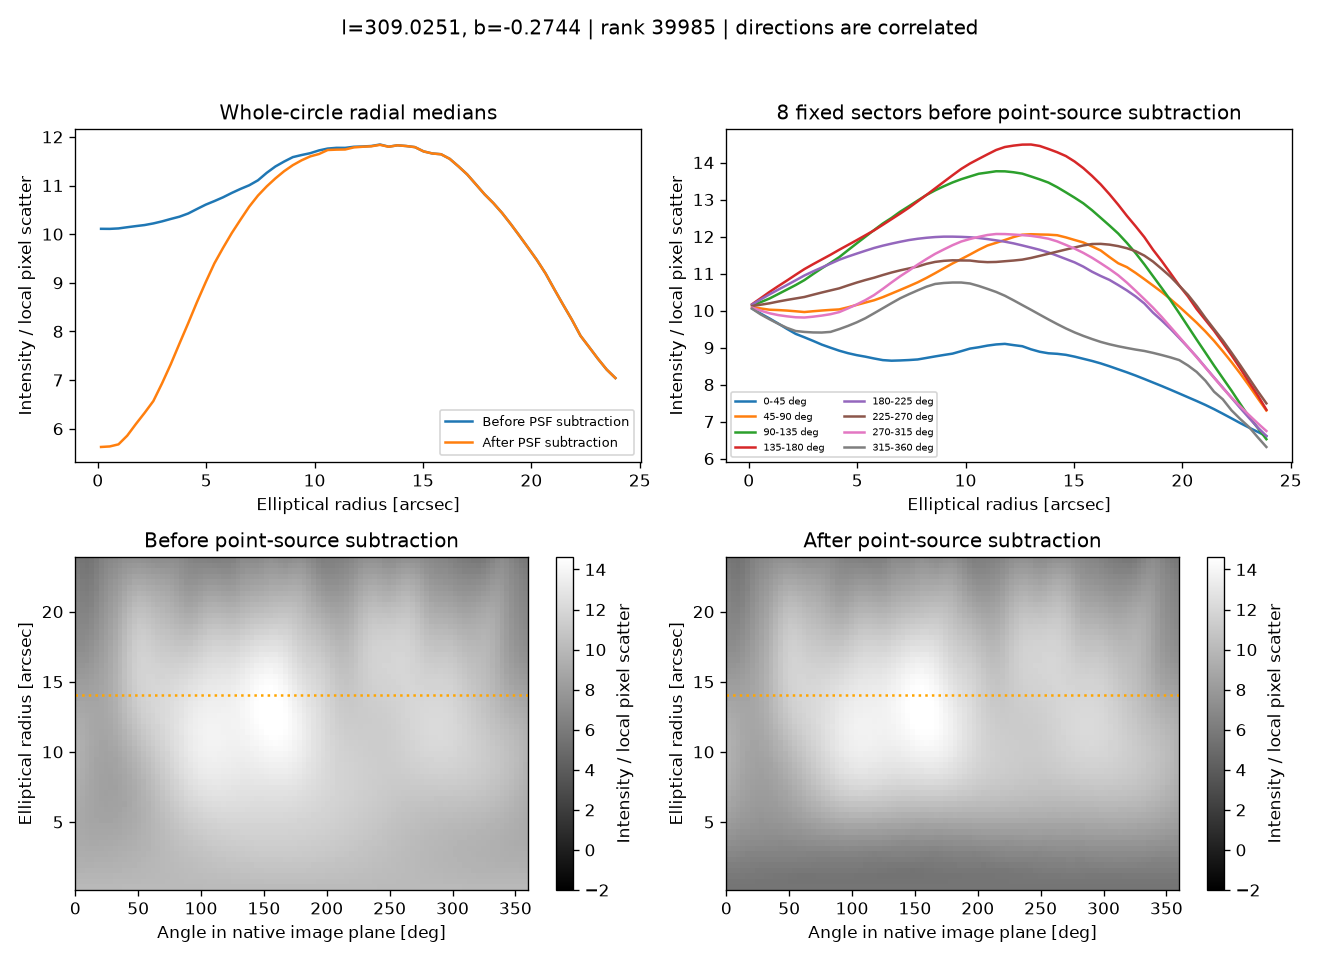 l=309.0251, b=-0.2744 | rank 39985 | directions are correlated
Whole-circle radial medians
12
11
10
9
8
7
6
0
5
10
15
20
25
Intensity / local pixel scatter
Elliptical radius [arcsec]
Before PSF subtraction
After PSF subtraction
8 fixed sectors before point-source subtraction
14
13
12
11
10
9
8
7
6
0
5
10
15
20
25
Intensity / local pixel scatter
Elliptical radius [arcsec]
0-45 deg
45-90 deg
90-135 deg
135-180 deg
180-225 deg
225-270 deg
270-315 deg
315-360 deg
Before point-source subtraction
20
15
10
5
0
50
100
150
200
250
300
350
Elliptical radius [arcsec]
Angle in native image plane [deg]
14
12
10
8
6
4
2
0
−2
Intensity / local pixel scatter
After point-source subtraction
20
15
10
5
0
50
100
150
200
250
300
350
Elliptical radius [arcsec]
Angle in native image plane [deg]
14
12
10
8
6
4
2
0
−2
Intensity / local pixel scatter